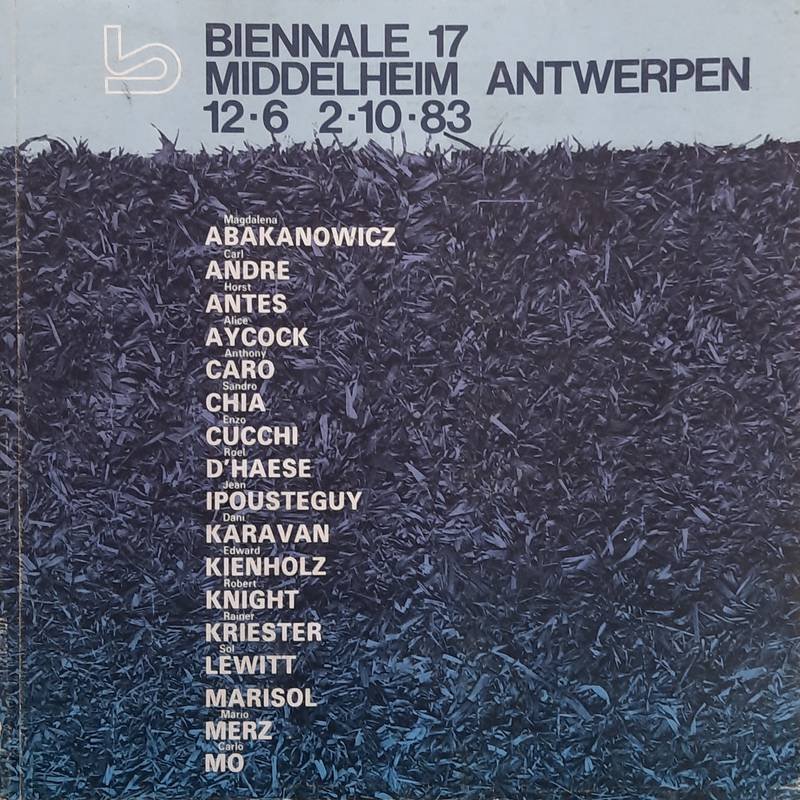 BIENNALE 17
MIDDELHEIM ANTWERPEN
12·6 2·10·83
Magdalena
ABAKANOWICZ
Carl
ANDRE
Horst
ANTES
Alice
AYCOCK
Anthony
CARO
Sandro
CHIA
Enzo
CUCCHI
Roel
D'HAESE
Jean
IPOUSTEGUY
Dani
KARAVAN
Edward
KIENHOLZ
Robert
KNIGHT
Rainer
KRIESTER
Sol
LEWITT
MARISOL
Mario
MERZ
Carlo
MO